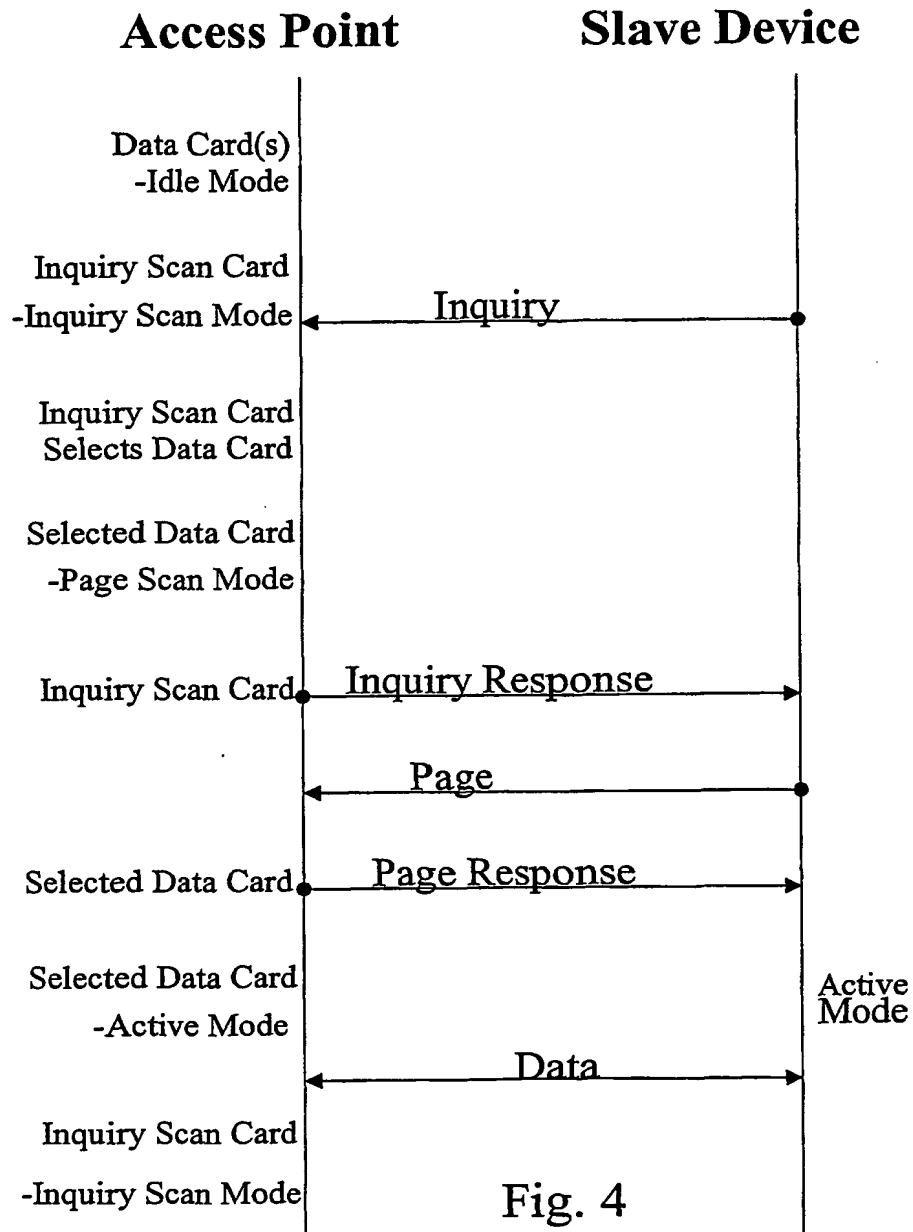 Access Point
Slave Device
Data Card(s)
-Idle Mode
Inquiry Scan Card
-Inquiry Scan Mode
Inquiry
Inquiry Scan Card
Selects Data Card
Selected Data Card
-Page Scan Mode
Inquiry Scan Card
Inquiry Response
Page
Selected Data Card
Page Response
Selected Data Card
-Active Mode
Active
Mode
Data
Inquiry Scan Card
-Inquiry Scan Mode
Fig. 4